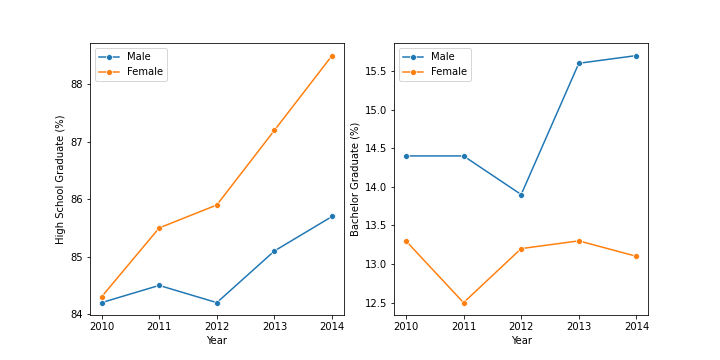 Male
Female
High School Graduate (%)
88
87
86
85
84
2010 2011 2012 2013 2014
Year
Male
Female
Bachelor Graduate (%)
15.5
15.0
14.5
14.0
13.5
13.0
12.5
2010 2011 2012 2013 2014
Year